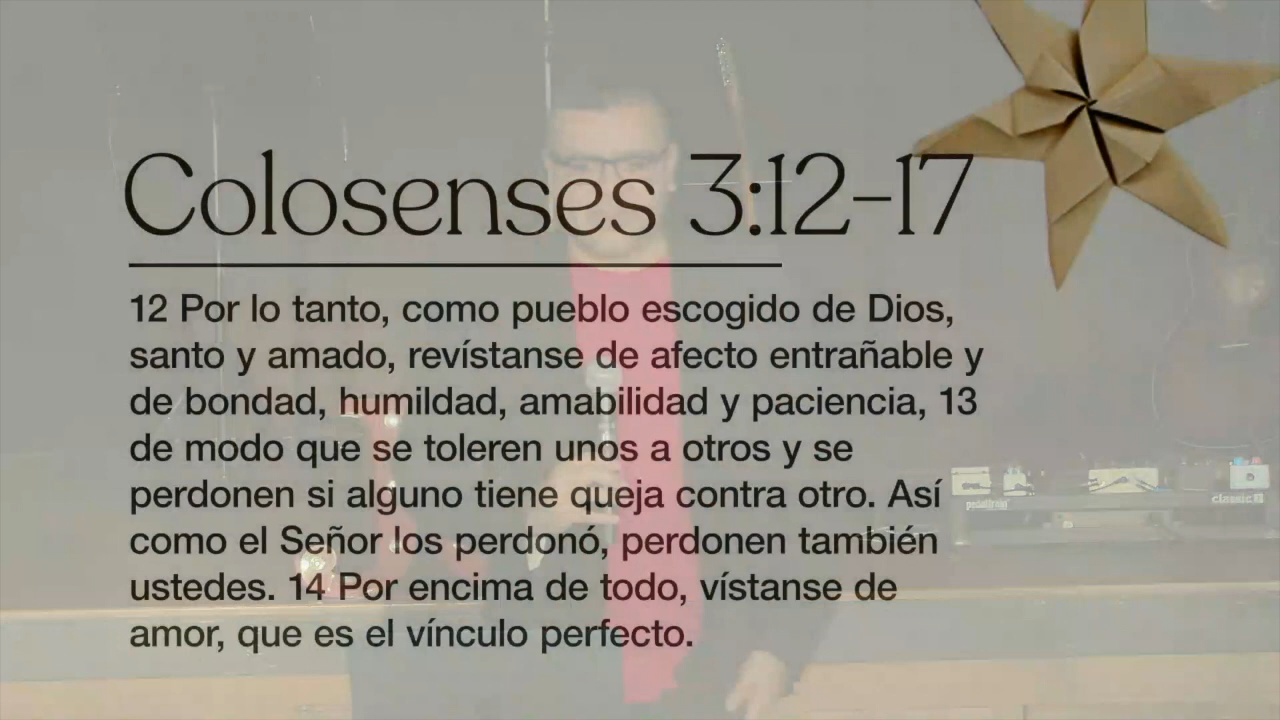 Colosenses 3:12-17
12 Por lo tanto, como pueblo escogido de Dios,
santo y amado, revístanse de afecto entrañable y
de bondad, humildad, amabilidad y paciencia, 13
de modo que se toleren unos a otros y se
perdonen si alguno tiene queja contra otro. Así
como el Señor los perdonó, perdonen también
ustedes. 14 Por encima de todo, vístanse de
amor, que es el vínculo perfecto.
pedaltrain
classic 2